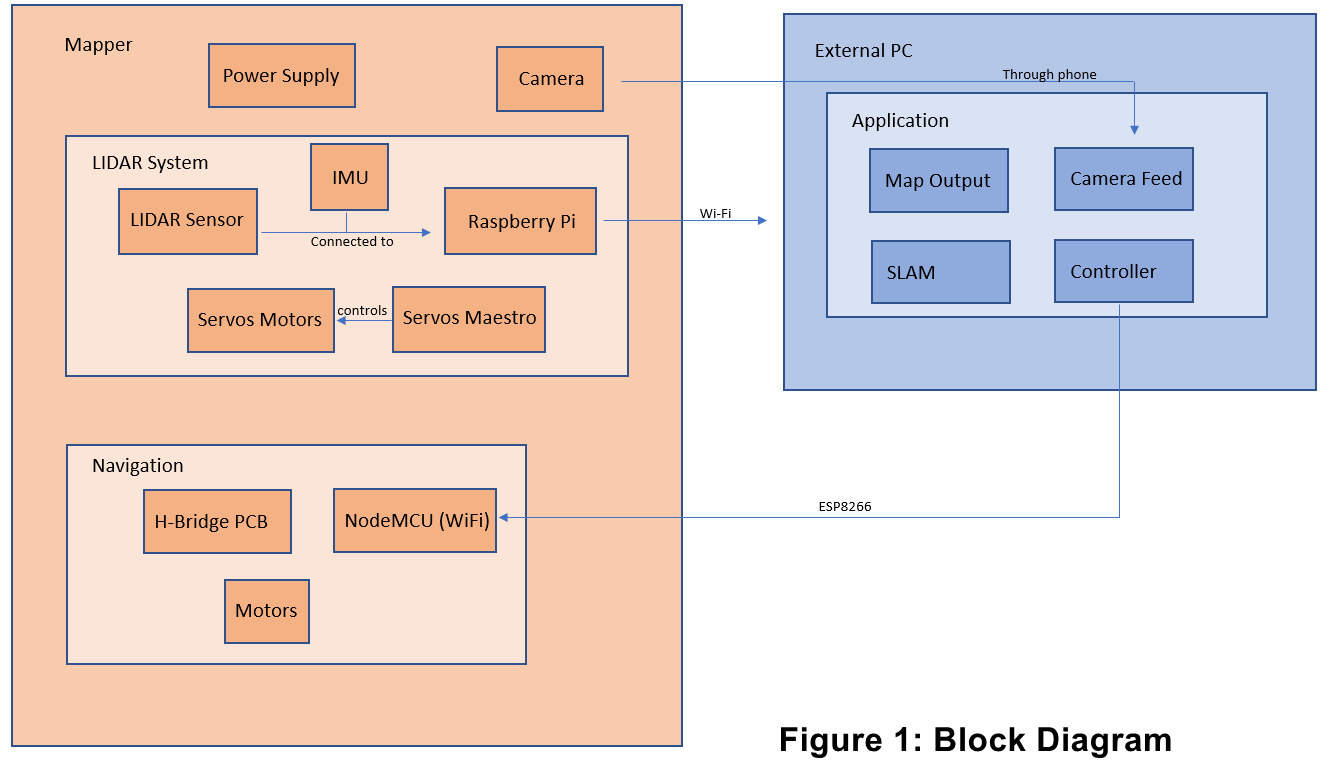 Mapper
Power Supply
Camera
LIDAR System
IMU
LIDAR Sensor
Raspberry Pi
Connected to
Servos Motors
controls
Servos Maestro
Navigation
H-Bridge PCB
NodeMCU (WiFi)
Motors
Wi-Fi
External PC
Through phone
Application
Map Output
Camera Feed
SLAM
Controller
ESP8266
Figure 1: Block Diagram